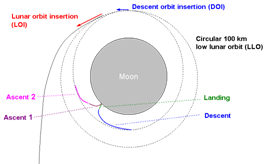 Descent orbit insertion (DOI)
Lunar orbit insertion
(LOI)
Circular 100 km
low lunar orbit (LLO)
Moon
Ascent 2
Landing
Ascent 1
Descent